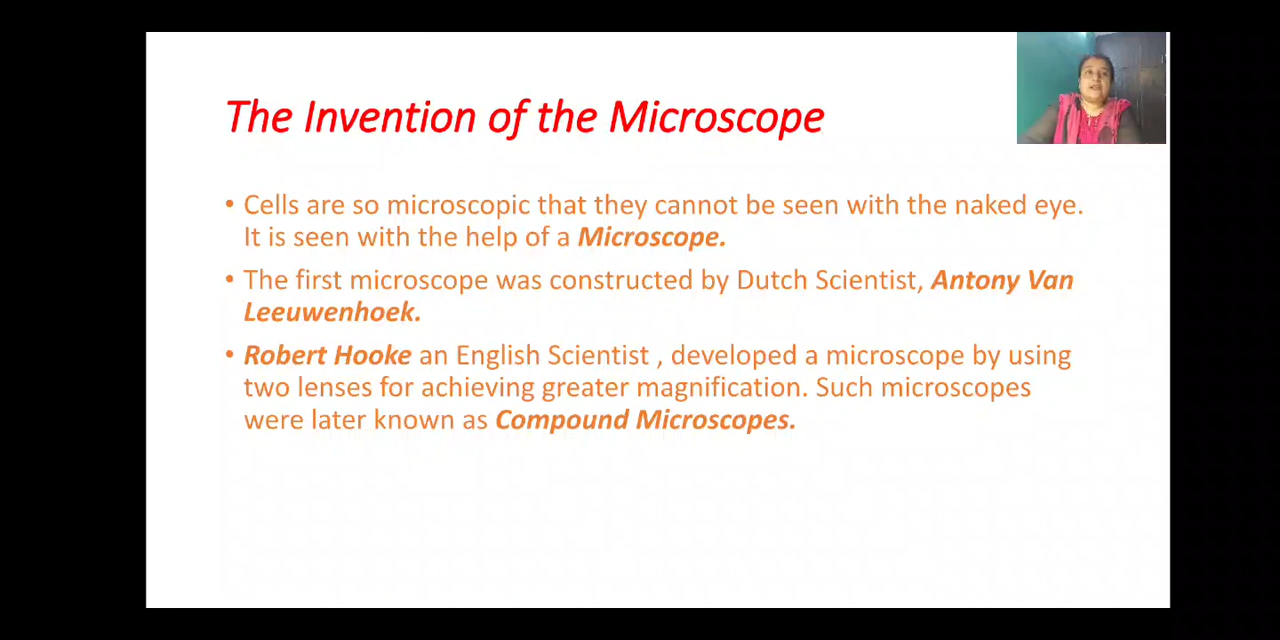 The Invention of the Microscope
• Cells are so microscopic that they cannot be seen with the naked eye.
It is seen with the help of a Microscope.
• The first microscope was constructed by Dutch Scientist, Antony Van
Leeuwenhoek.
• Robert Hooke an English Scientist , developed a microscope by using
two lenses for achieving greater magnification. Such microscopes
were later known as Compound Microscopes.